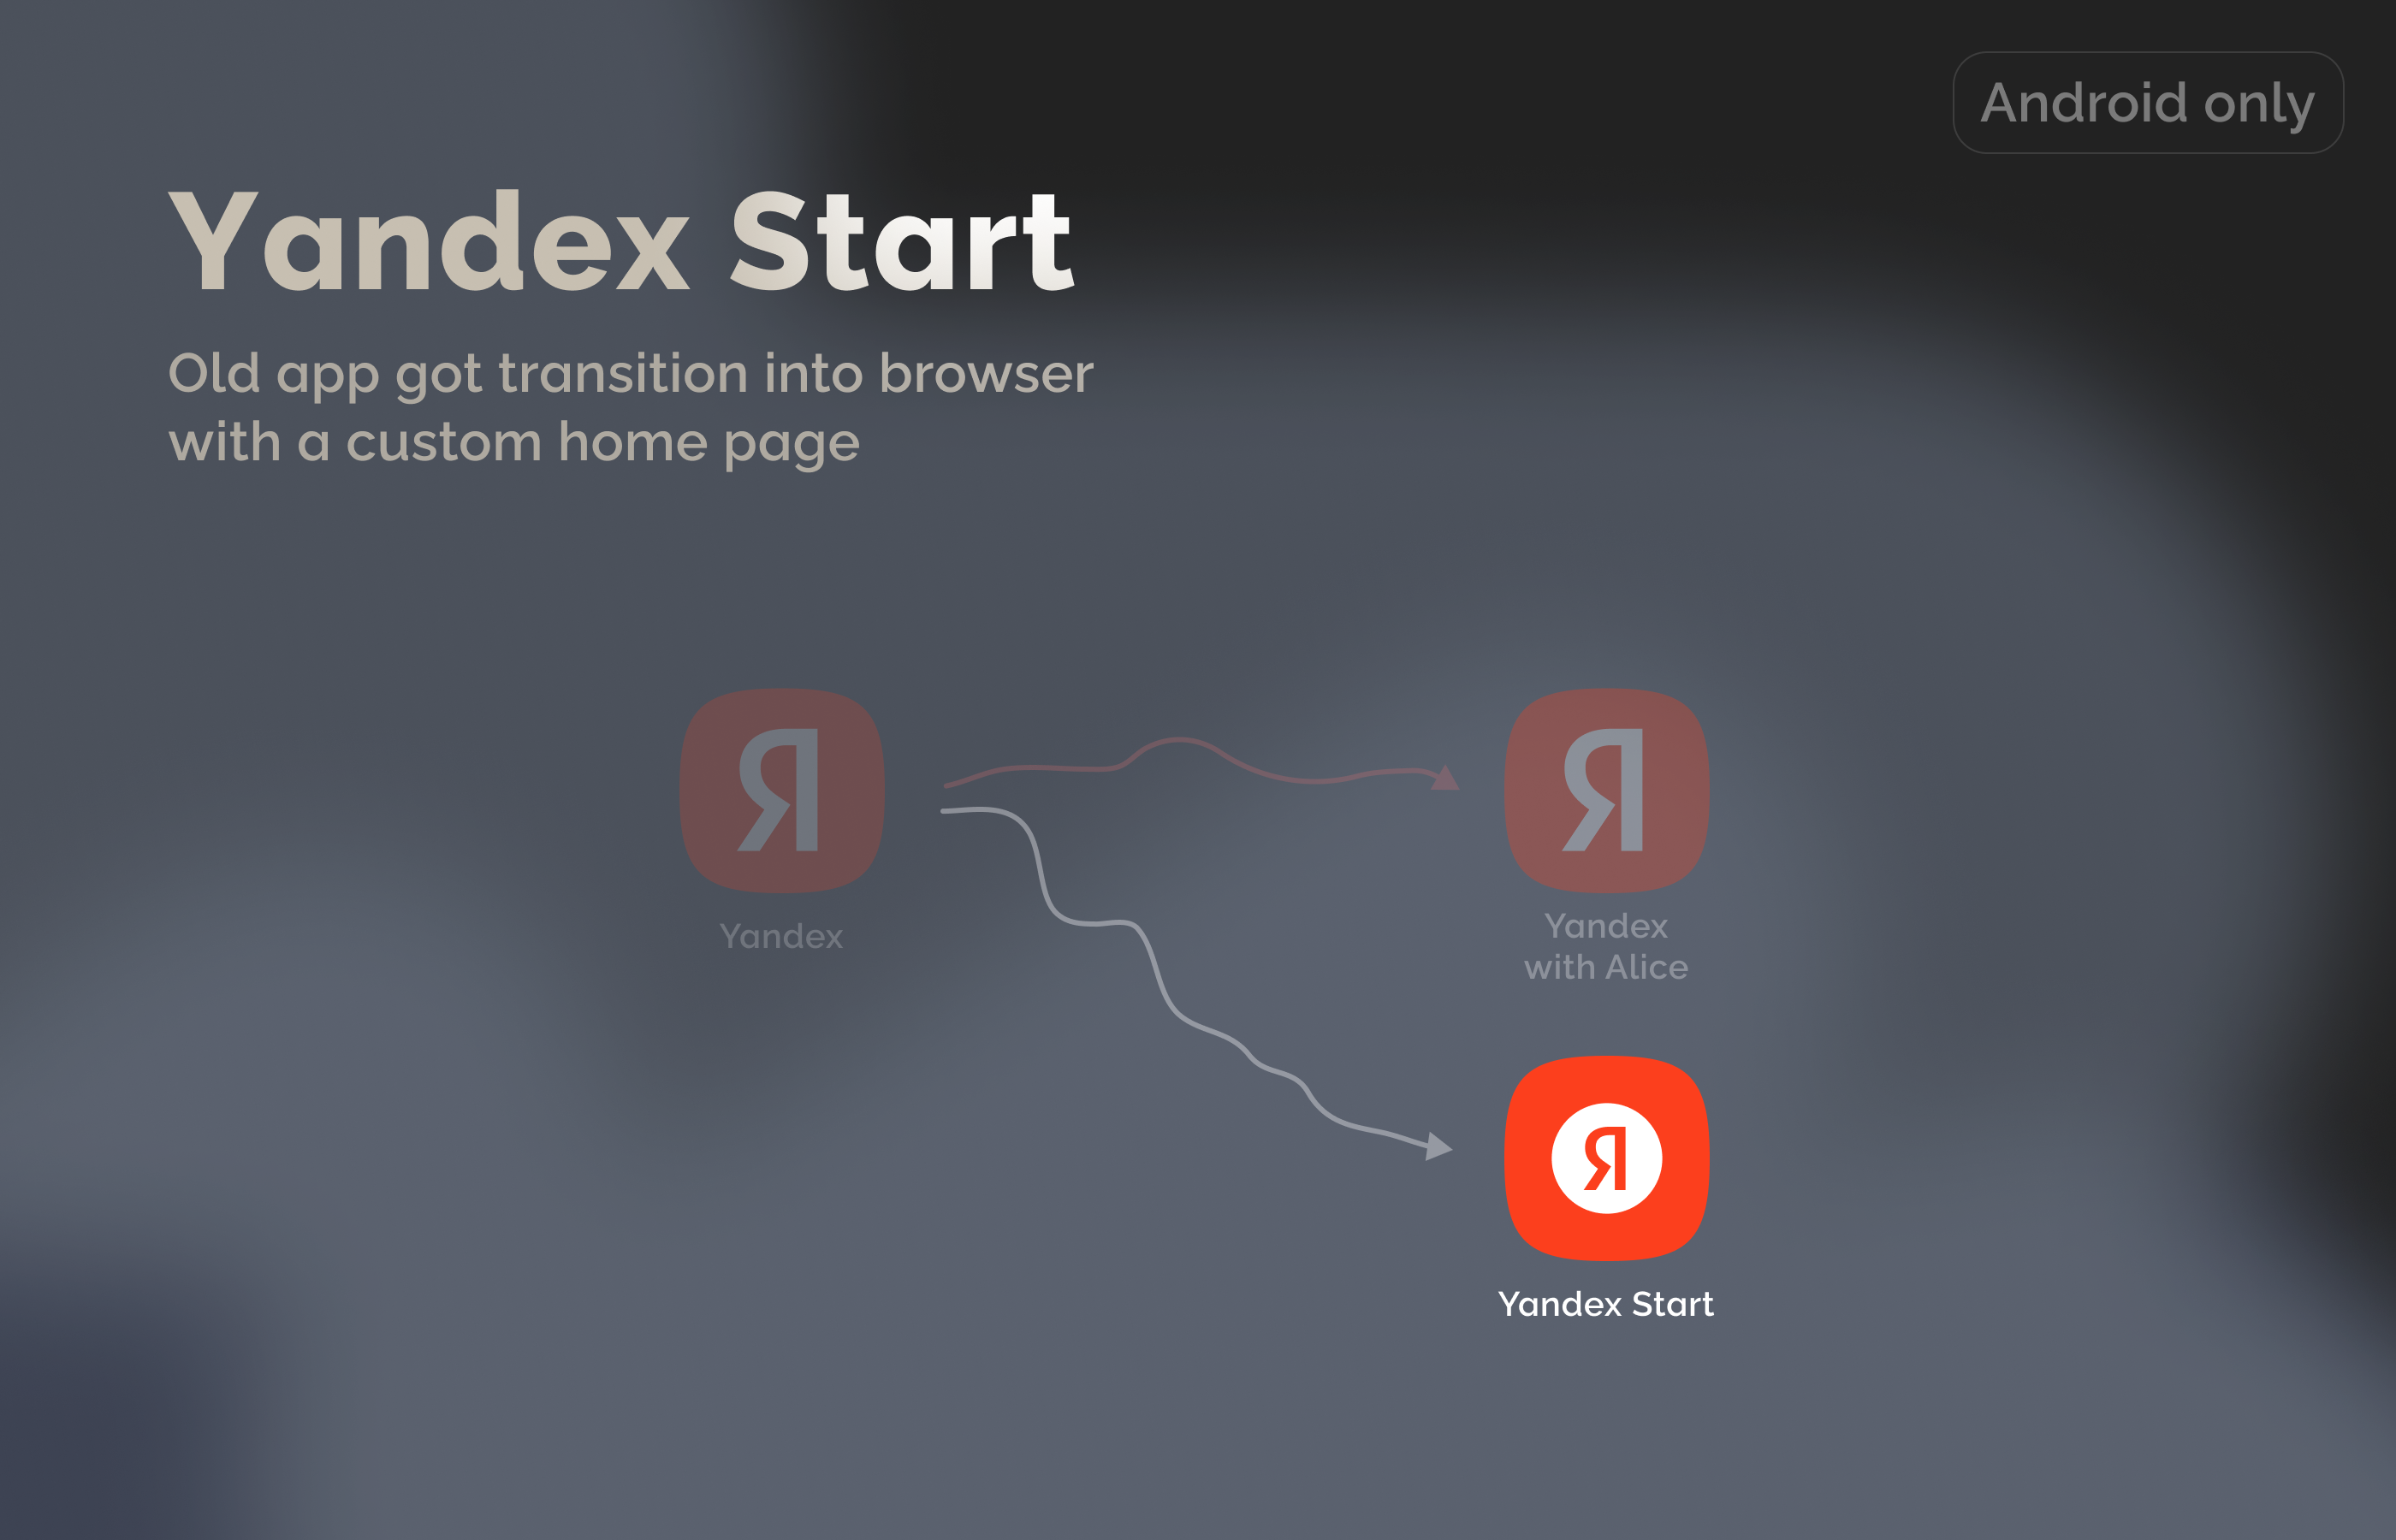 Android only
Yandex Start
Old app got transition into browser
with a custom home page
Я
Я
Yandex
Yandex
with Alice
Я
Yandex Start